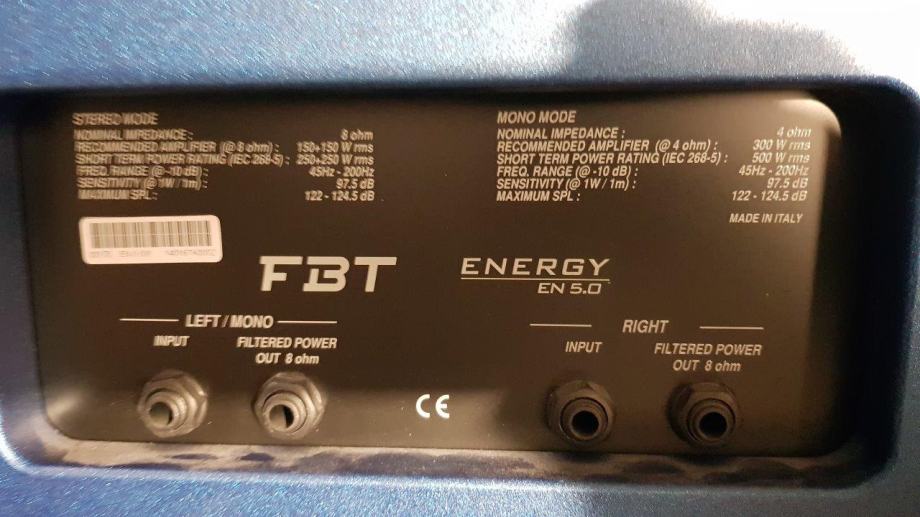 STEREO MODE
NOMINAL IMPEDANCE : 8 ohm
RECOMMENDED AMPLIFIER (@ 8 ohm) : 150+150 W rms
SHORT TERM POWER RATING (IEC 268-5) : 250+250 W rms
FREQ. RANGE (@ -10 dB) : 45Hz - 200Hz
SENSITIVITY (@ 1W / 1m) : 97.5 dB
MAXIMUM SPL : 122 - 124.5 dB
MONO MODE
NOMINAL IMPEDANCE : 4 ohm
RECOMMENDED AMPLIFIER (@ 4 ohm) : 300 W rms
SHORT TERM POWER RATING (IEC 268-5) : 500 W rms
FREQ. RANGE (@ -10 dB) : 45Hz - 200Hz
SENSITIVITY (@ 1W / 1m) : 97.5 dB
MAXIMUM SPL : 122 - 124.5 dB
MADE IN ITALY
FBT
ENERGY
EN 5.0
LEFT / MONO
INPUT
FILTERED POWER
OUT 8 ohm
RIGHT
INPUT
FILTERED POWER
OUT 8 ohm
CE